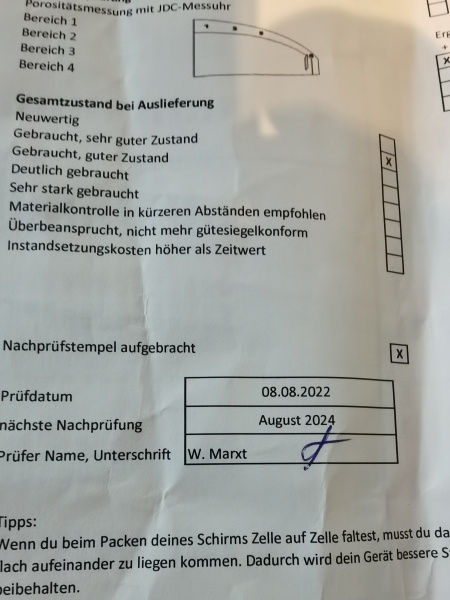 Porositätsmessung mit JDC-Messuhr
Bereich 1
Bereich 2
Bereich 3
Bereich 4
+
X
Gesamtzustand bei Auslieferung
Neuwertig
Gebraucht, sehr guter Zustand
Gebraucht, guter Zustand X
Deutlich gebraucht
Sehr stark gebraucht
Materialkontrolle in kürzeren Abständen empfohlen
Überbeansprucht, nicht mehr gütesiegelkonform
Instandsetzungskosten höher als Zeitwert
Nachprüfstempel aufgebracht X
Prüfdatum 08.08.2022
nächste Nachprüfung August 2024
Prüfer Name, Unterschrift W. Marxt
Tipps:
Wenn du beim Packen deines Schirms Zelle auf Zelle faltest, musst du da
flach aufeinander zu liegen kommen. Dadurch wird dein Gerät bessere
beibehalten.